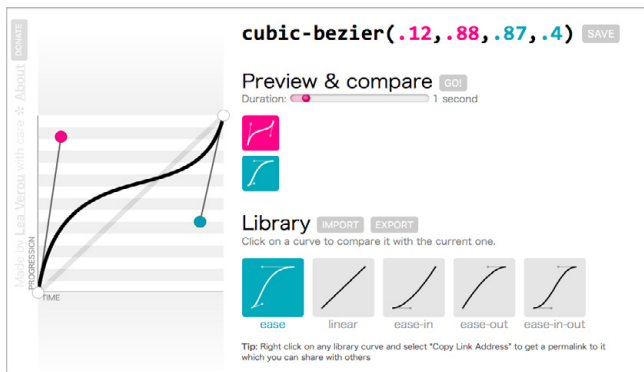 cubic-bezier(.12,.88,.87,.4) SAVE
Made by Lea Verou with care ☆ About DONATE
PROGRESSION
TIME
Preview & compare GO!
Duration: 1 second
Library IMPORT EXPORT
Click on a curve to compare it with the current one.
ease linear ease-in ease-out ease-in-out
Tip: Right click on any library curve and select "Copy Link Address" to get a permalink to it
which you can share with others